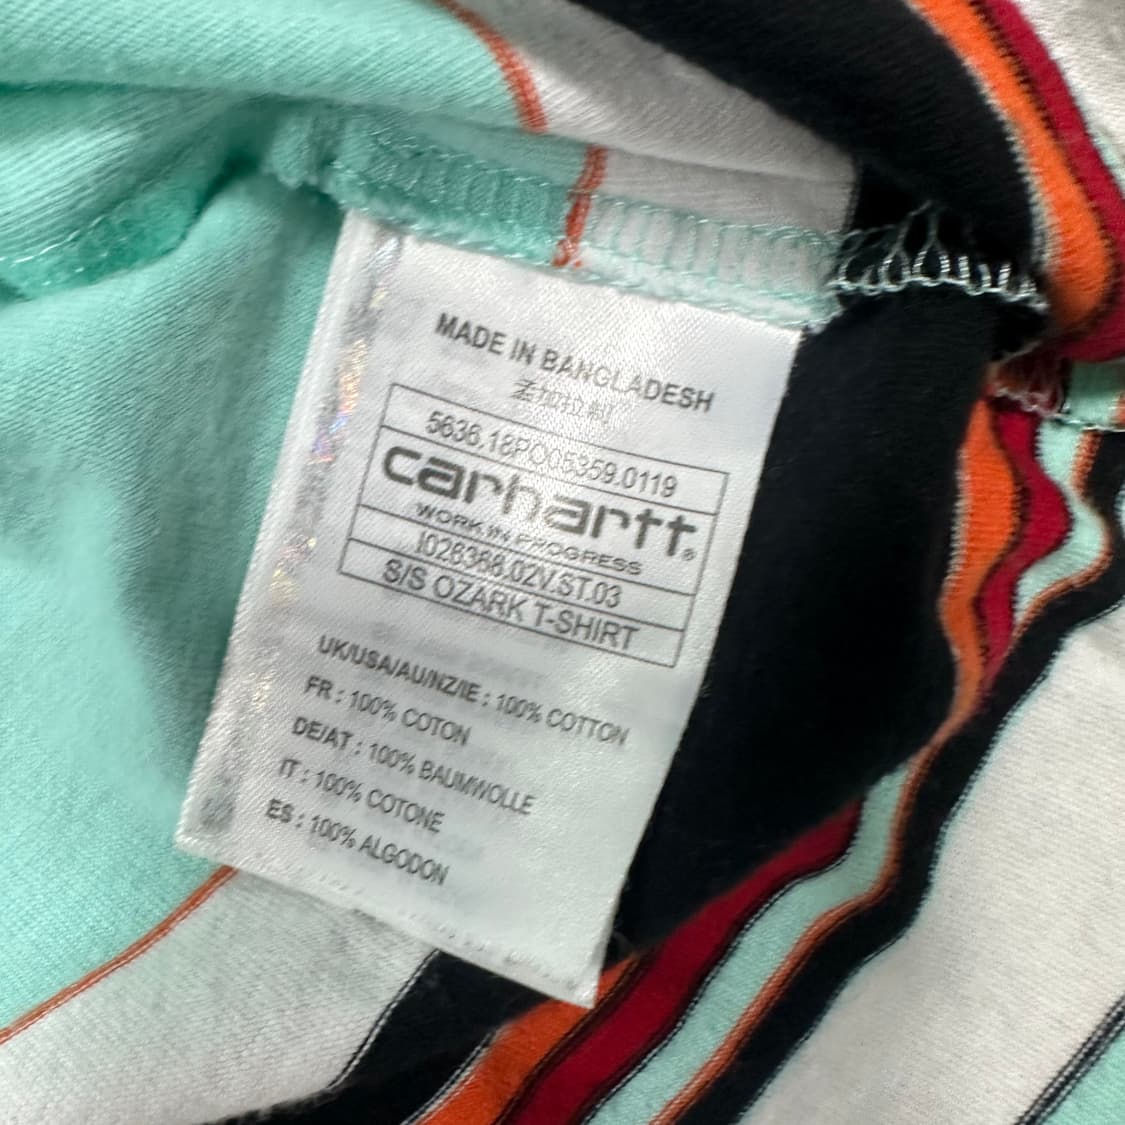 MADE IN BANGLADESH
孟加拉制
5636.18PO05359.0119
carhartt®
WORK IN PROGRESS
I026368.02V.ST.03
S/S OZARK T-SHIRT
UK/USA/AU/NZ/IE : 100% COTTON
FR : 100% COTON
DE/AT : 100% BAUMWOLLE
IT : 100% COTONE
ES : 100% ALGODON